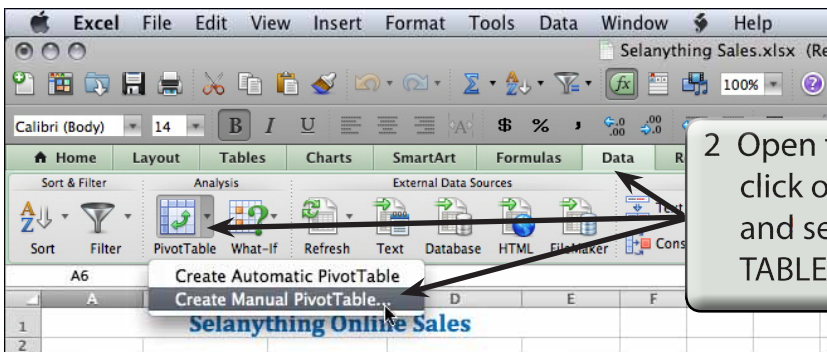 Excel File Edit View Insert Format Tools Data Window Help
Selanything Sales.xlsx (Re
100%
Calibri (Body) 14 B I U $ % ,
Home Layout Tables Charts SmartArt Formulas Data R
Sort & Filter Analysis External Data Sources
Text
Sort Filter PivotTable What-If Refresh Text Database HTML FileMaker Cons
A6 Create Automatic PivotTable
Create Manual PivotTable...
A D E F
1 Selanything Online Sales
2
2 Open
click o
and se
TABLE